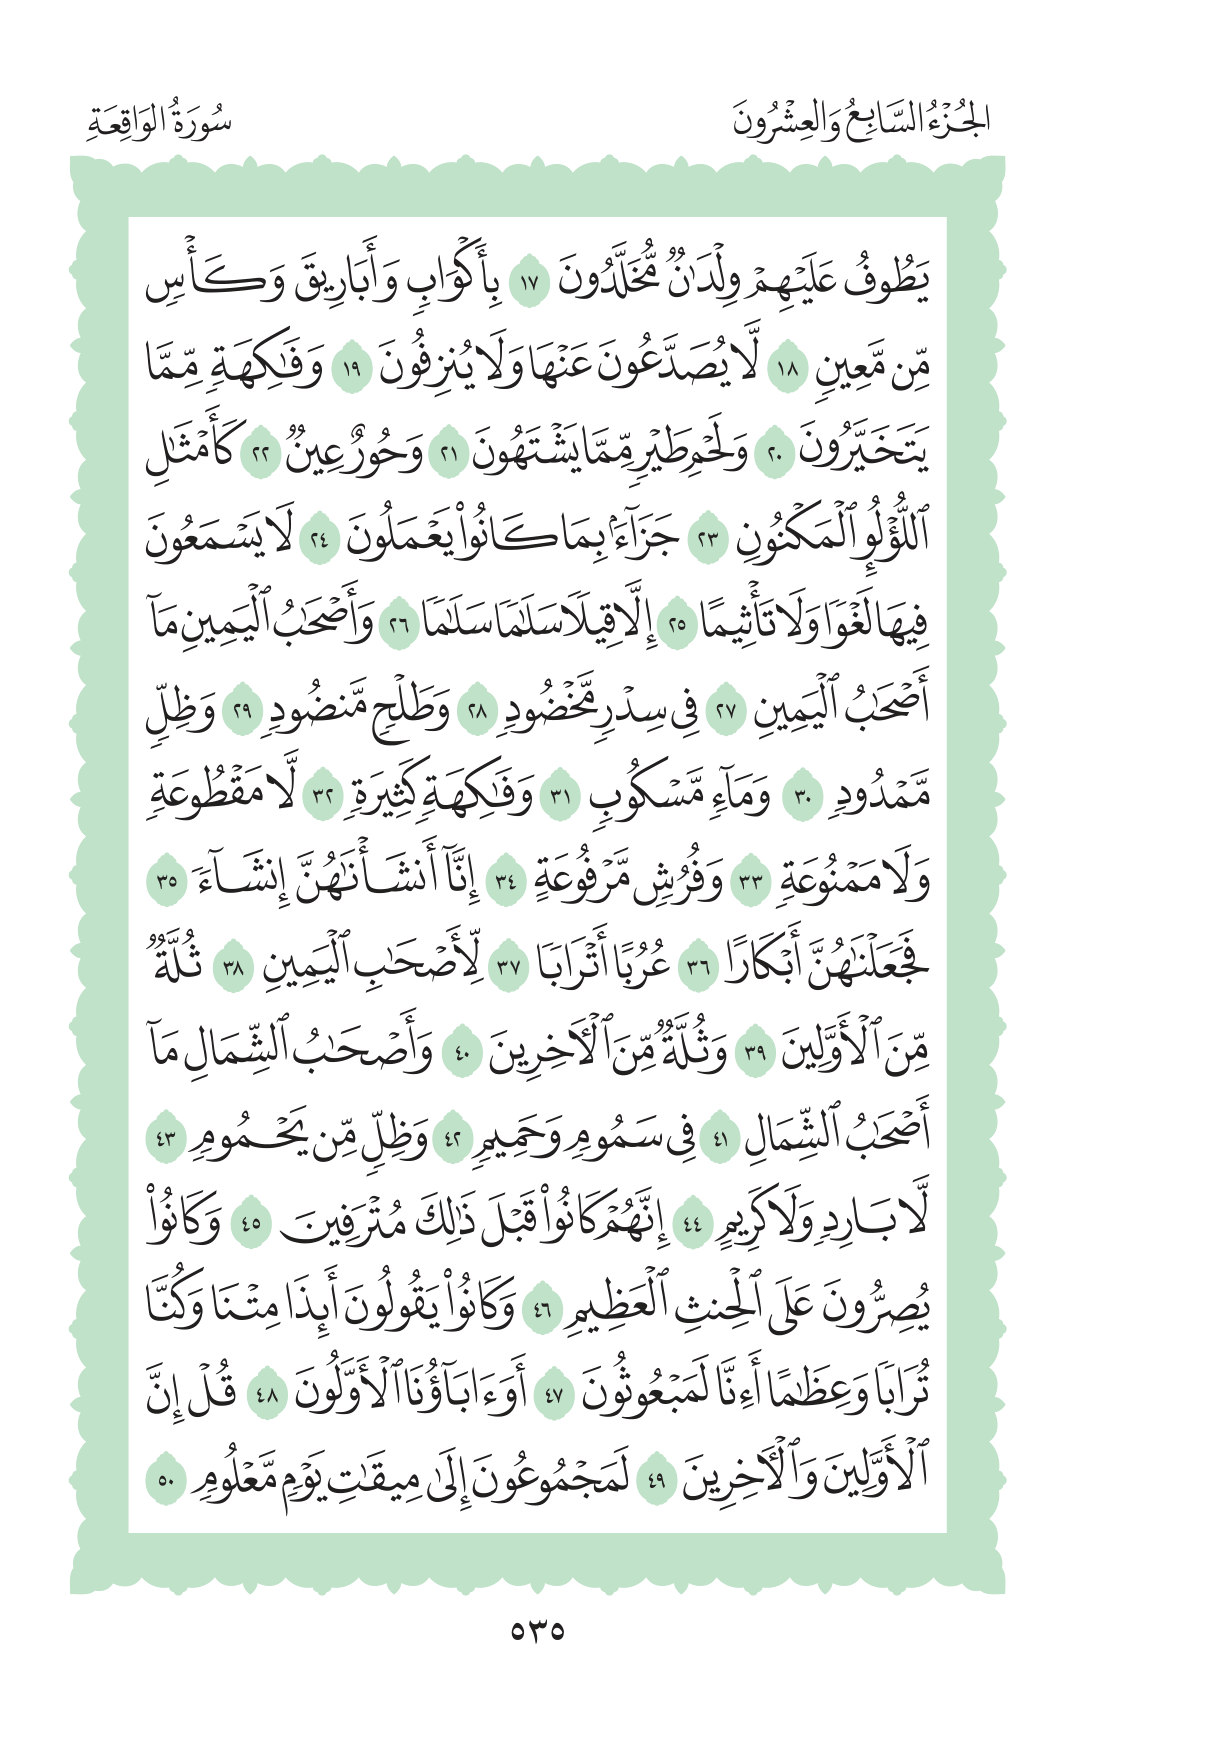 الجُزْءُ السَّابِعُ وَالعِشْرُونَ
سُورَةُ الوَاقِعَةِ
يَطُوفُ عَلَيۡهِمۡ وِلۡدَٰنٞ مُّخَلَّدُونَ ١٧ بِأَكۡوَابٖ وَأَبَارِيقَ وَكَأۡسٖ
مِّن مَّعِينٖ ١٨ لَّا يُصَدَّعُونَ عَنۡهَا وَلَا يُنزِفُونَ ١٩ وَفَٰكِهَةٖ مِّمَّا
يَتَخَيَّرُونَ ٢٠ وَلَحۡمِ طَيۡرٖ مِّمَّا يَشۡتَهُونَ ٢١ وَحُورٌ عِينٞ ٢٢ كَأَمۡثَٰلِ
ٱللُّؤۡلُوِٕ ٱلۡمَكۡنُونِ ٢٣ جَزَآءَۢ بِمَا كَانُواْ يَعۡمَلُونَ ٢٤ لَا يَسۡمَعُونَ
فِيهَا لَغۡوٗا وَلَا تَأۡثِيمًا ٢٥ إِلَّا قِيلٗا سَلَٰمٗا سَلَٰمٗا ٢٦ وَأَصۡحَٰبُ ٱلۡيَمِينِ مَآ
أَصۡحَٰبُ ٱلۡيَمِينِ ٢٧ فِي سِدۡرٖ مَّخۡضُودٖ ٢٨ وَطَلۡحٖ مَّنضُودٖ ٢٩ وَظِلّٖ
مَّمۡدُودٖ ٣٠ وَمَآءٖ مَّسۡكُوبٖ ٣١ وَفَٰكِهَةٖ كَثِيرَةٖ ٣٢ لَّا مَقۡطُوعَةٖ
وَلَا مَمۡنُوعَةٖ ٣٣ وَفُرُشٖ مَّرۡفُوعَةٍ ٣٤ إِنَّآ أَنشَأۡنَٰهُنَّ إِنشَآءٗ ٣٥
فَجَعَلۡنَٰهُنَّ أَبۡكَارًا ٣٦ عُرُبًا أَتۡرَابٗا ٣٧ لِّأَصۡحَٰبِ ٱلۡيَمِينِ ٣٨ ثُلَّةٞ
مِّنَ ٱلۡأَوَّلِينَ ٣٩ وَثُلَّةٞ مِّنَ ٱلۡأٓخِرِينَ ٤٠ وَأَصۡحَٰبُ ٱلشِّمَالِ مَآ
أَصۡحَٰبُ ٱلشِّمَالِ ٤١ فِي سَمُومٖ وَحَمِيمٖ ٤٢ وَظِلّٖ مِّن يَحۡمُومٖ ٤٣
لَّا بَارِدٖ وَلَا كَرِيمٍ ٤٤ إِنَّهُمۡ كَانُواْ قَبۡلَ ذَٰلِكَ مُتۡرَفِينَ ٤٥ وَكَانُواْ
يُصِرُّونَ عَلَى ٱلۡحِنثِ ٱلۡعَظِيمِ ٤٦ وَكَانُواْ يَقُولُونَ أَئِذَا مِتۡنَا وَكُنَّا
تُرَابٗا وَعِظَٰمًا أَءِنَّا لَمَبۡعُوثُونَ ٤٧ أَوَءَابَآؤُنَا ٱلۡأَوَّلُونَ ٤٨ قُلۡ إِنَّ
ٱلۡأَوَّلِينَ وَٱلۡأٓخِرِينَ ٤٩ لَمَجۡمُوعُونَ إِلَىٰ مِيقَٰتِ يَوۡمٖ مَّعۡلُومٖ ٥٠
٥٣٥